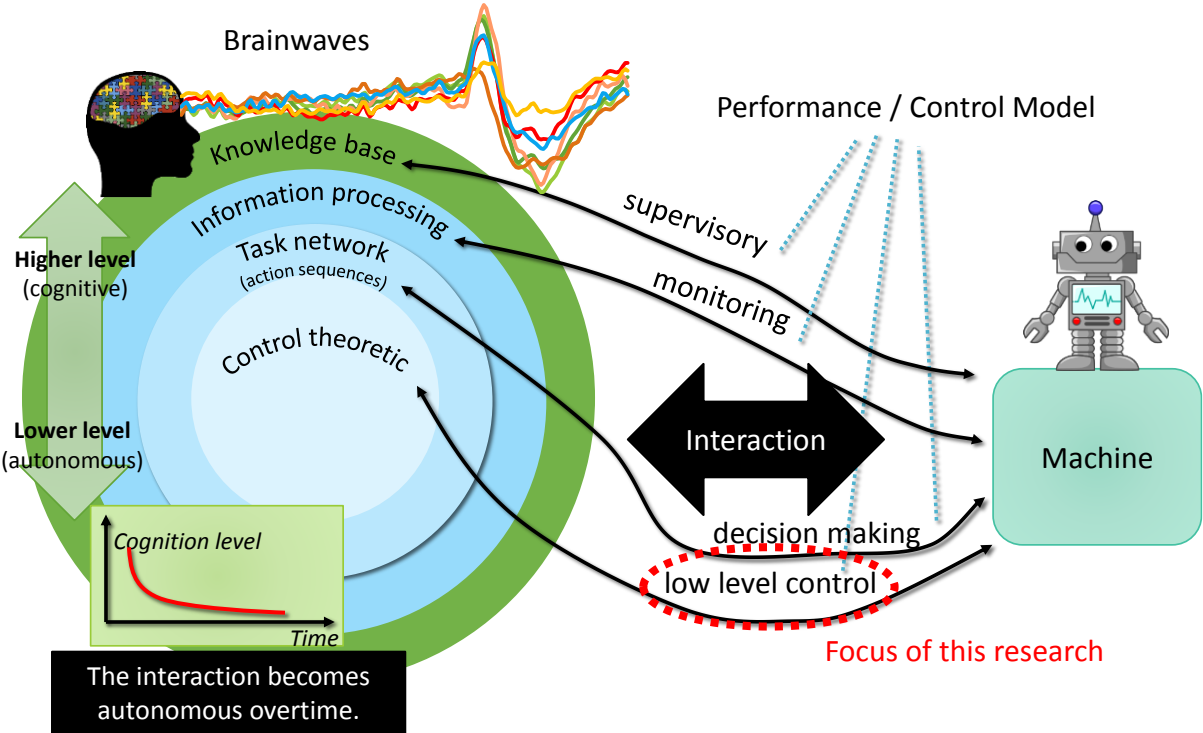 Brainwaves
Performance / Control Model
Knowledge base
Information processing
Task network
(action sequences)
Control theoretic
Higher level
(cognitive)
Lower level
(autonomous)
supervisory
monitoring
Interaction
decision making
low level control
Machine
Focus of this research
Cognition level
Time
The interaction becomes
autonomous overtime.